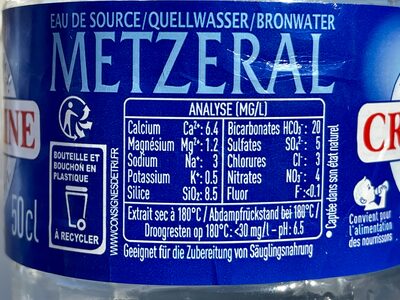 EAU DE SOURCE/QUELLWASSER/BRONWATER
METZERAL
ANALYSE (MG/L)
Calcium Ca²⁺: 6.4 Bicarbonates HCO₃⁻: 20
Magnésium Mg²⁺: 1.2 Sulfates SO₄²⁻: 5
Sodium Na⁺: 3 Chlorures Cl⁻: 3
Potassium K⁺: 0.5 Nitrates NO₃⁻: 4
Silice SiO₂: 8.5 Fluor F⁻: <0.1
Extrait sec à 180°C / Abdampfrückstand bei 180°C /
Droogresten op 180°C: <30 mg/l – pH : 6.5
Geeignet für die Zubereitung von Säuglingsnahrung
BOUTEILLE ET
BOUCHON EN
PLASTIQUE
À RECYCLER
WWW.CONSIGNESDETRI.FR
• Captée dans son état naturel
INE
50cl
CR
Convient pour
l'alimentation
des nourrissons